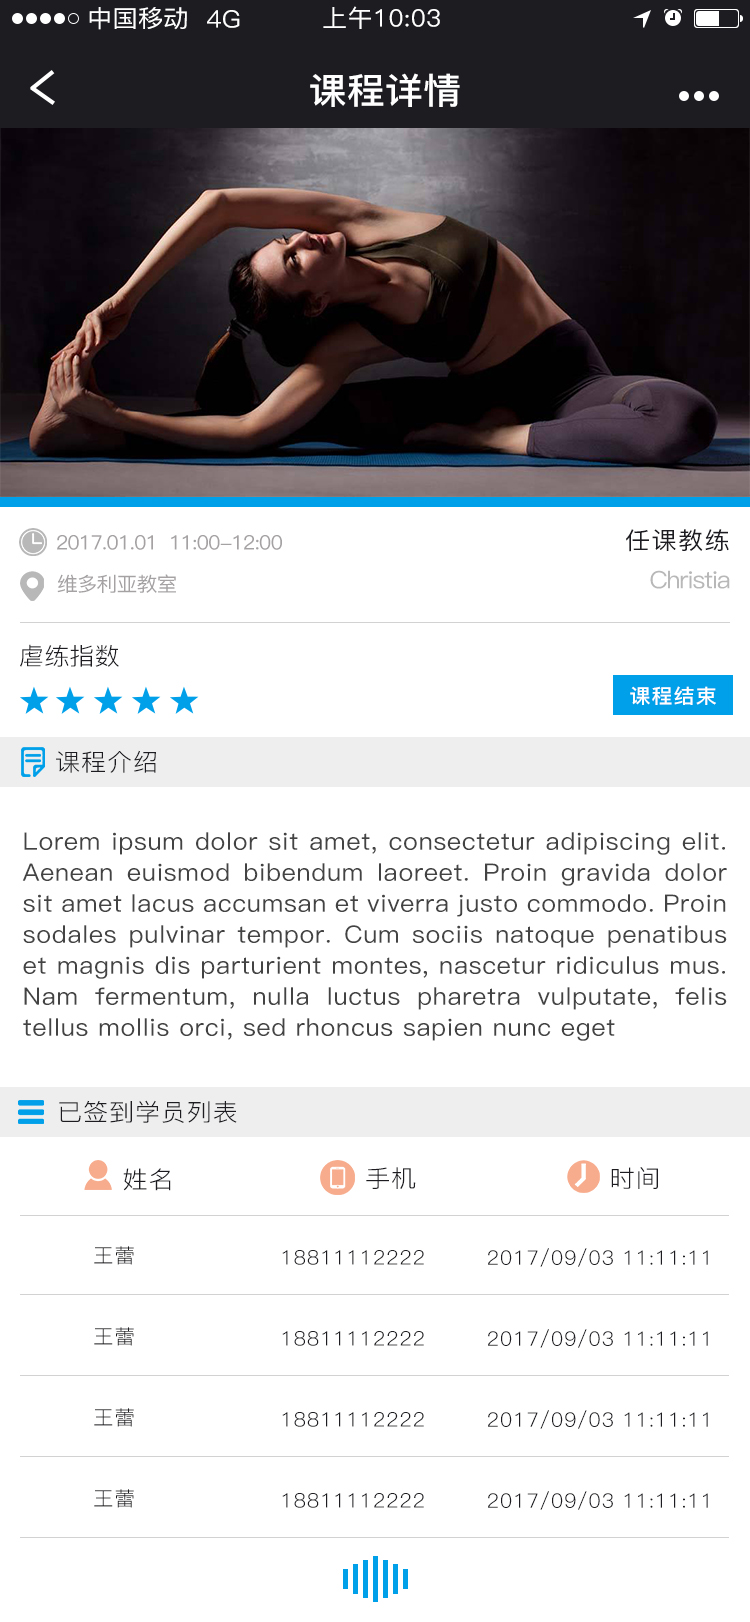 中国移动 4G 上午10:03
课程详情
2017.01.01 11:00-12:00
任课教练
维多利亚教室
Christia
虐练指数
课程结束
课程介绍
Lorem ipsum dolor sit amet, consectetur adipiscing elit.
Aenean euismod bibendum laoreet. Proin gravida dolor
sit amet lacus accumsan et viverra justo commodo. Proin
sodales pulvinar tempor. Cum sociis natoque penatibus
et magnis dis parturient montes, nascetur ridiculus mus.
Nam fermentum, nulla luctus pharetra vulputate, felis
tellus mollis orci, sed rhoncus sapien nunc eget
已签到学员列表
姓名 手机 时间
王蕾 18811112222 2017/09/03 11:11:11
王蕾 18811112222 2017/09/03 11:11:11
王蕾 18811112222 2017/09/03 11:11:11
王蕾 18811112222 2017/09/03 11:11:11